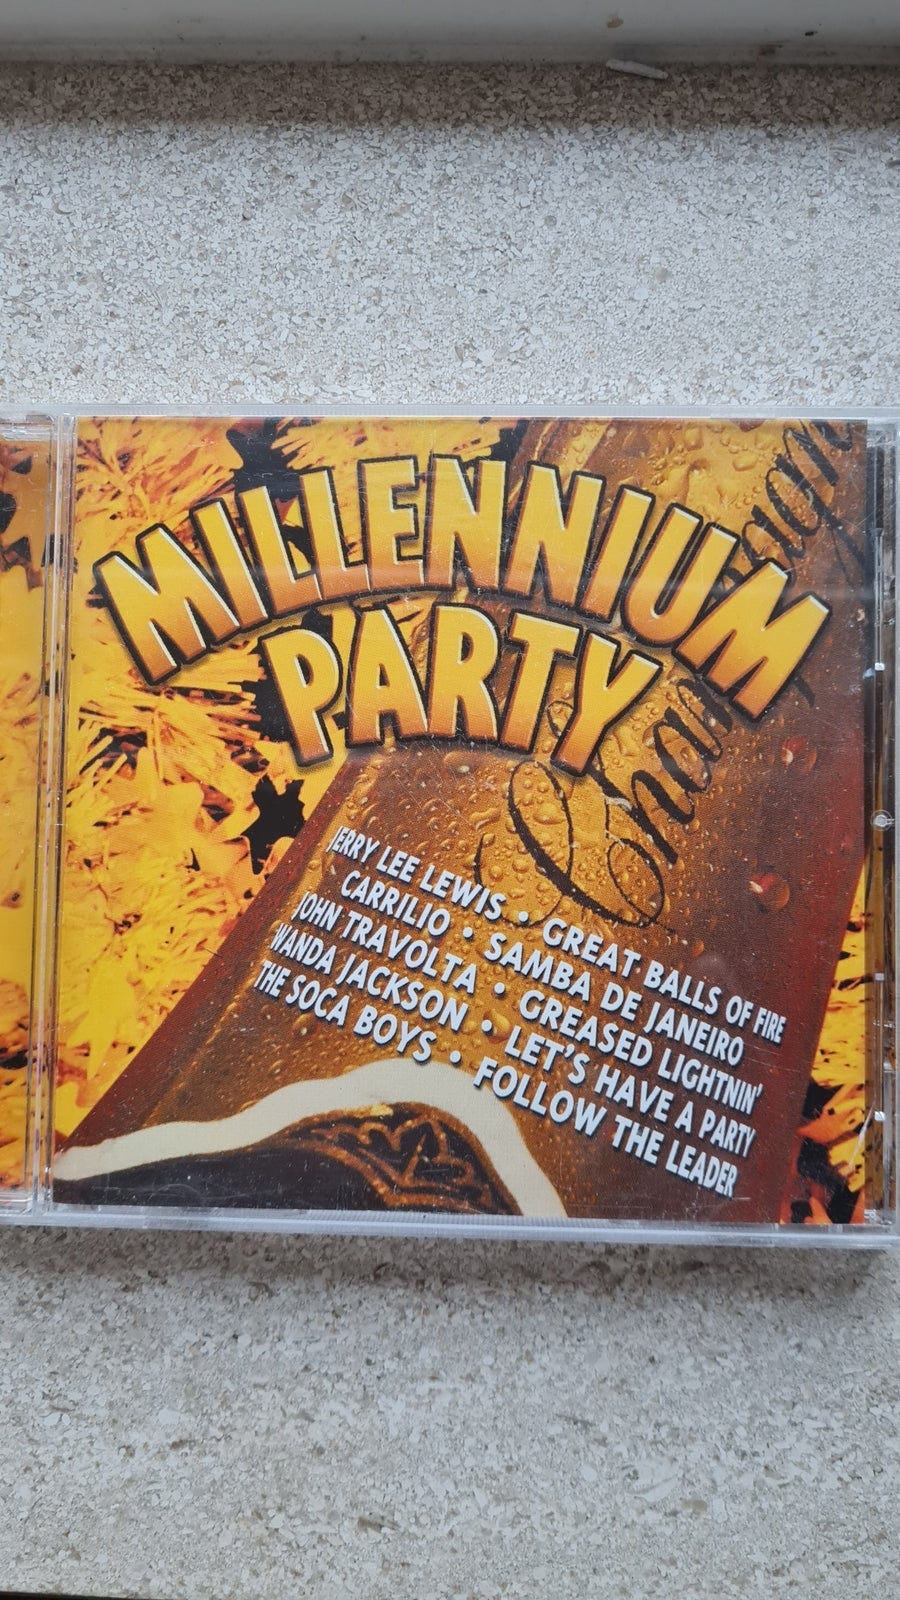 MILLENNIUM
PARTY
Champagne
JERRY LEE LEWIS • GREAT BALLS OF FIRE
CARRILIO • SAMBA DE JANEIRO
JOHN TRAVOLTA • GREASED LIGHTNIN'
WANDA JACKSON • LET'S HAVE A PARTY
THE SOCA BOYS • FOLLOW THE LEADER